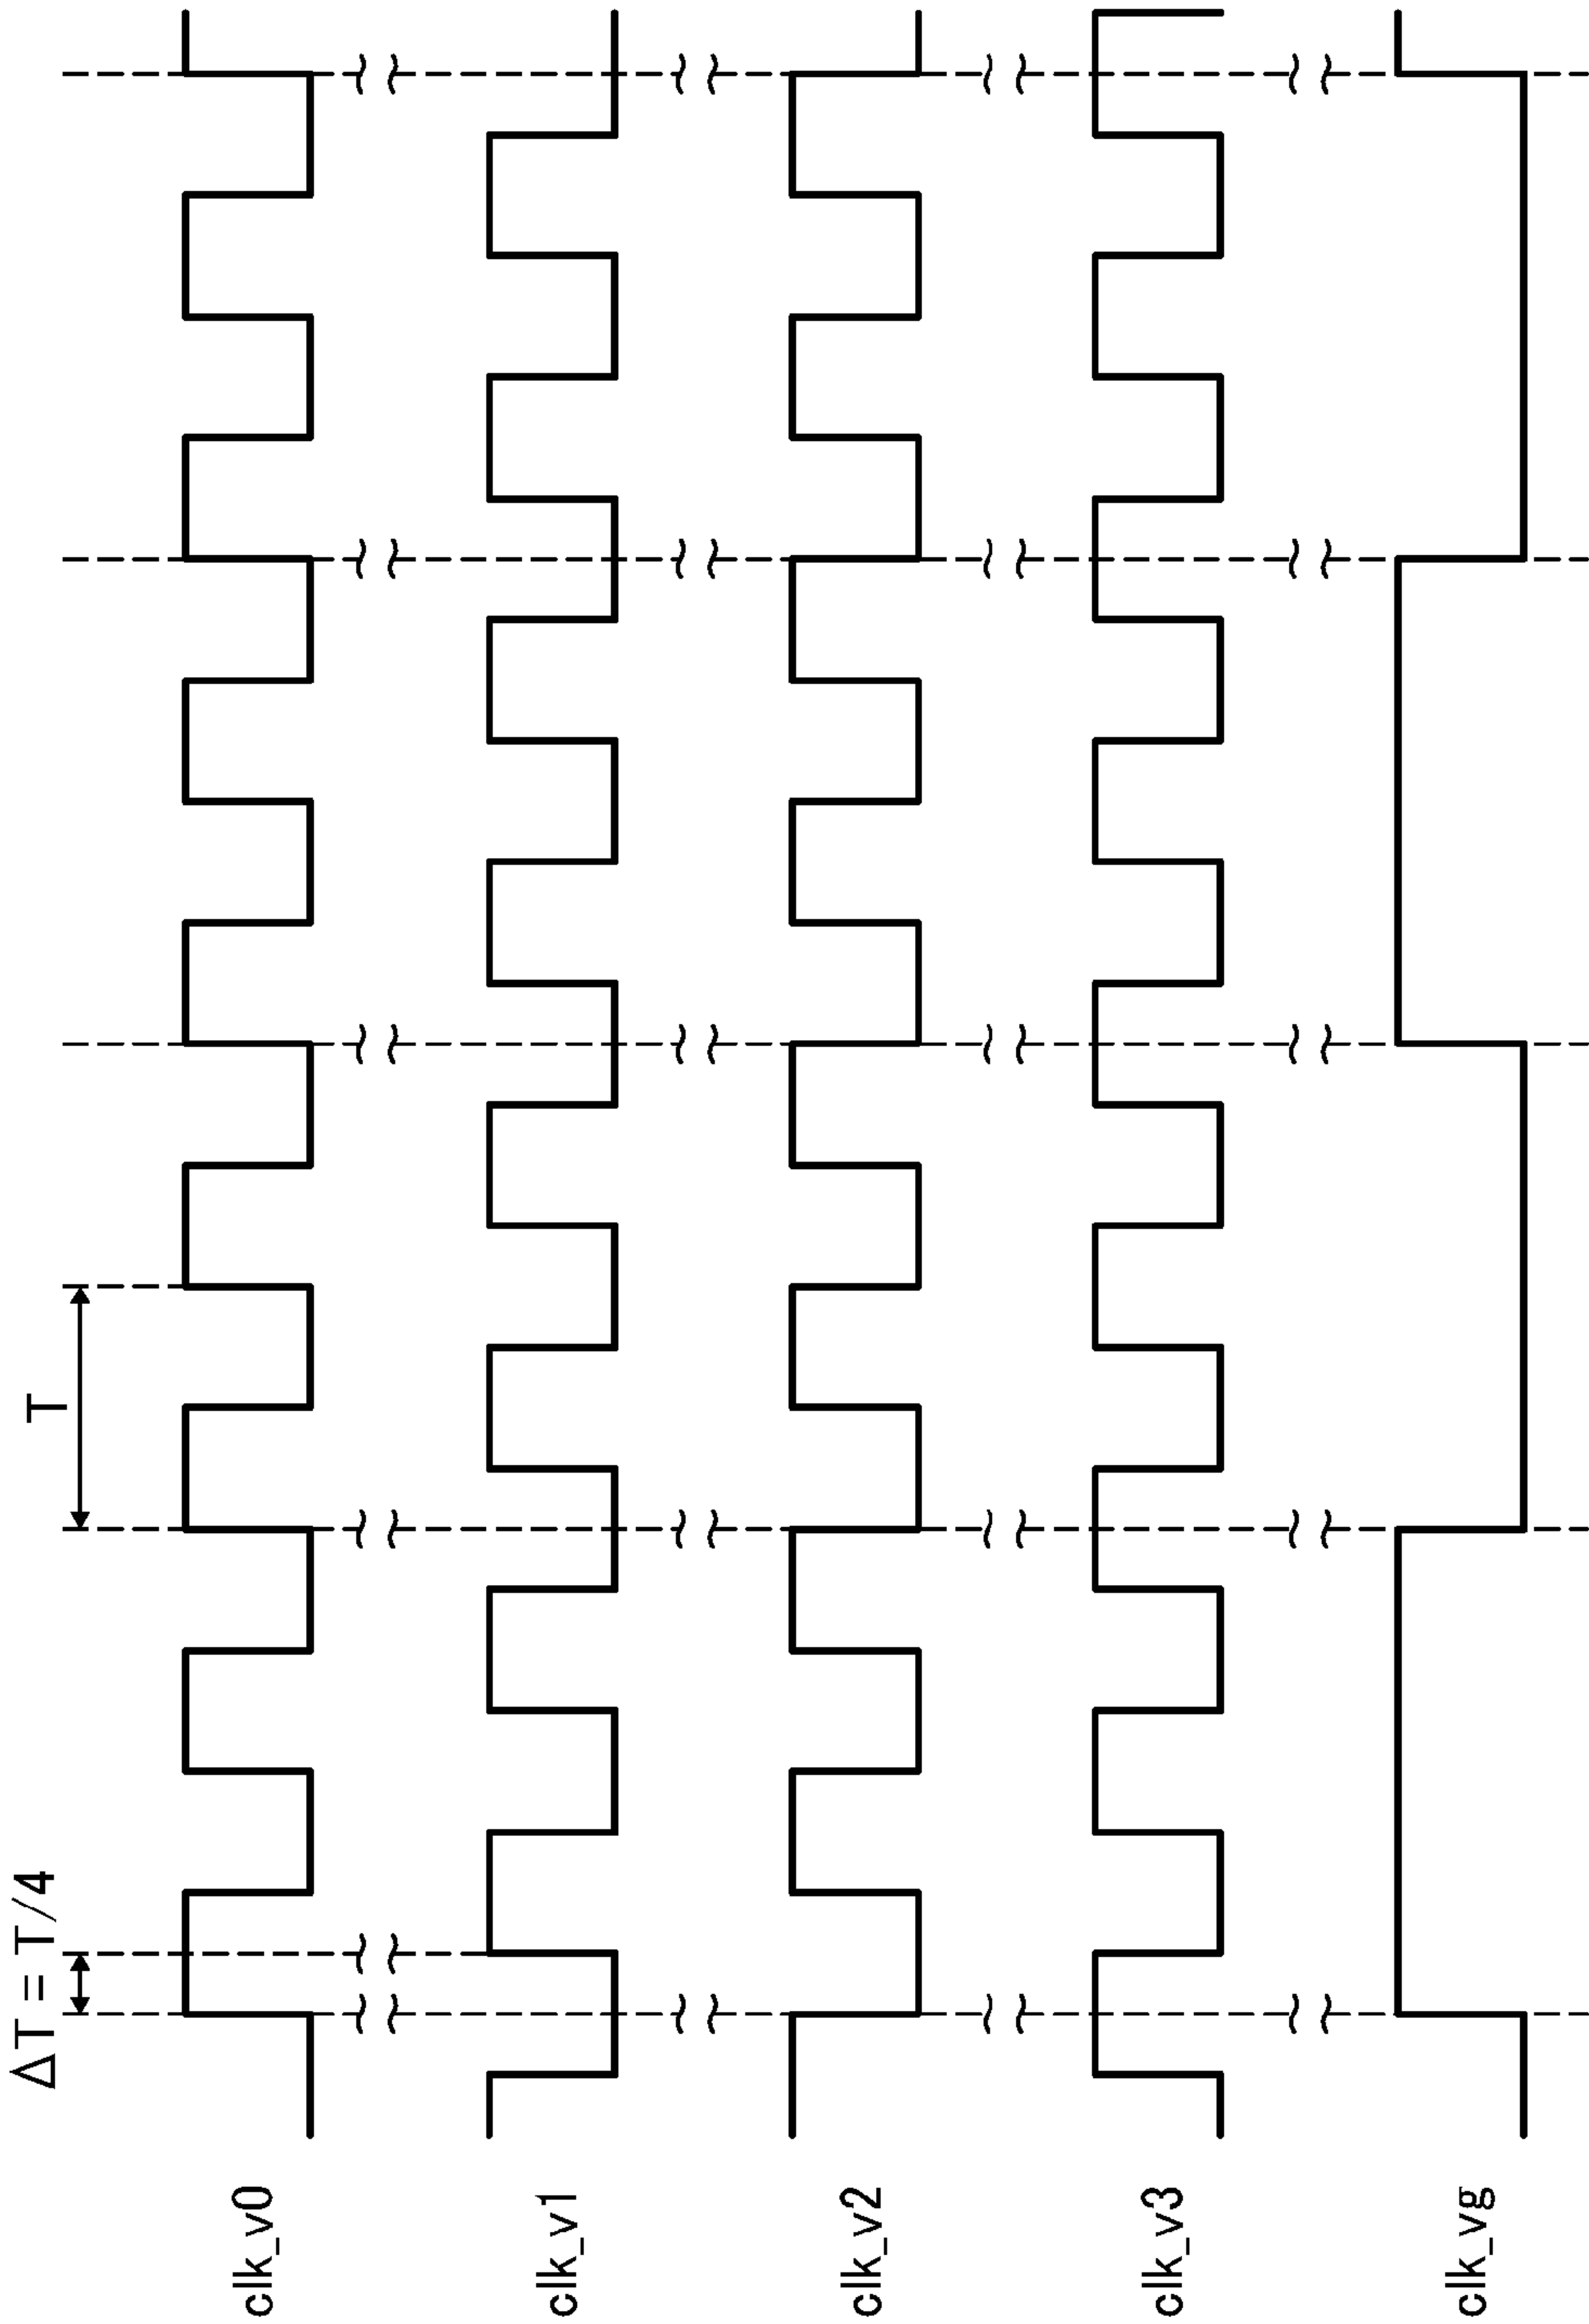 ΔT = T/4
T
clk_v0
clk_v1
clk_v2
clk_v3
clk_vg